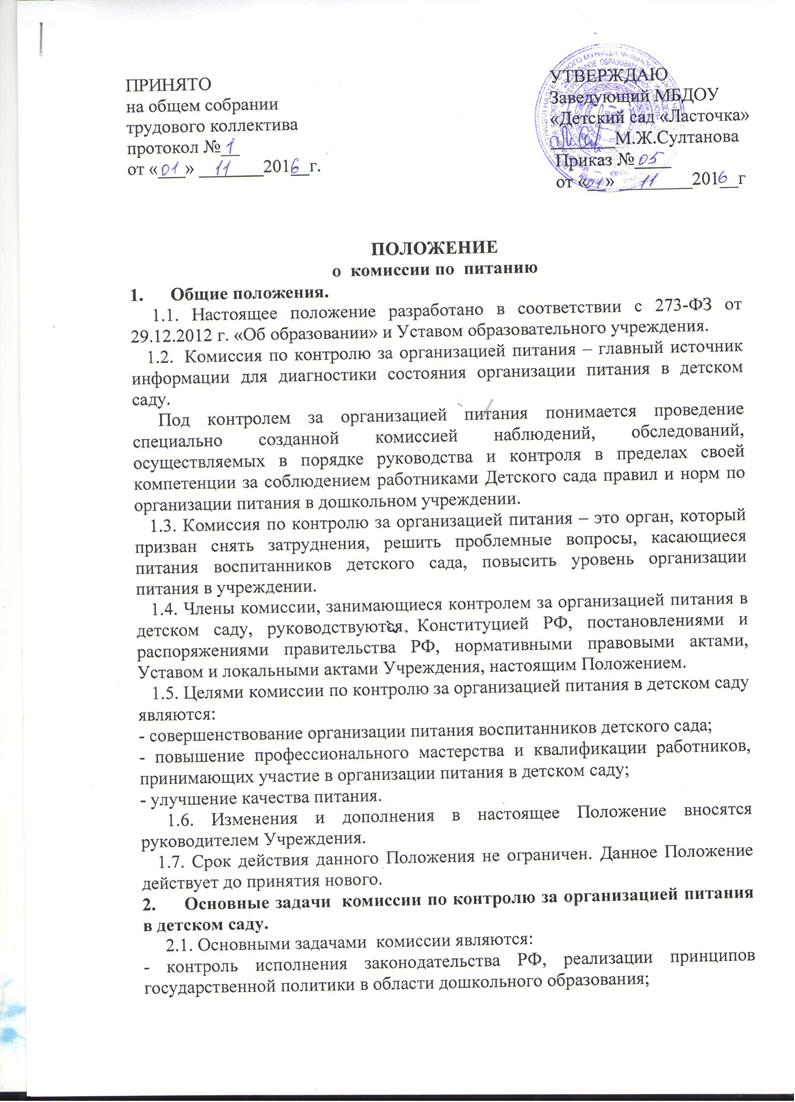 ПРИНЯТО
на общем собрании
трудового коллектива
протокол № 1
от «01» 11 2016 г.
УТВЕРЖДАЮ
Заведующий МБДОУ
«Детский сад «Ласточка»
М.Ж.Султанова
Приказ № 05
от «01» 11 2016 г
ПОЛОЖЕНИЕ
о комиссии по питанию
1. Общие положения.
1.1. Настоящее положение разработано в соответствии с 273-ФЗ от
29.12.2012 г. «Об образовании» и Уставом образовательного учреждения.
1.2. Комиссия по контролю за организацией питания – главный источник
информации для диагностики состояния организации питания в детском
саду.
Под контролем за организацией питания понимается проведение
специально созданной комиссией наблюдений, обследований,
осуществляемых в порядке руководства и контроля в пределах своей
компетенции за соблюдением работниками Детского сада правил и норм по
организации питания в дошкольном учреждении.
1.3. Комиссия по контролю за организацией питания – это орган, который
призван снять затруднения, решить проблемные вопросы, касающиеся
питания воспитанников детского сада, повысить уровень организации
питания в учреждении.
1.4. Члены комиссии, занимающиеся контролем за организацией питания в
детском саду, руководствуются Конституцией РФ, постановлениями и
распоряжениями правительства РФ, нормативными правовыми актами,
Уставом и локальными актами Учреждения, настоящим Положением.
1.5. Целями комиссии по контролю за организацией питания в детском саду
являются:
- совершенствование организации питания воспитанников детского сада;
- повышение профессионального мастерства и квалификации работников,
принимающих участие в организации питания в детском саду;
- улучшение качества питания.
1.6. Изменения и дополнения в настоящее Положение вносятся
руководителем Учреждения.
1.7. Срок действия данного Положения не ограничен. Данное Положение
действует до принятия нового.
2. Основные задачи комиссии по контролю за организацией питания
в детском саду.
2.1. Основными задачами комиссии являются:
- контроль исполнения законодательства РФ, реализации принципов
государственной политики в области дошкольного образования;